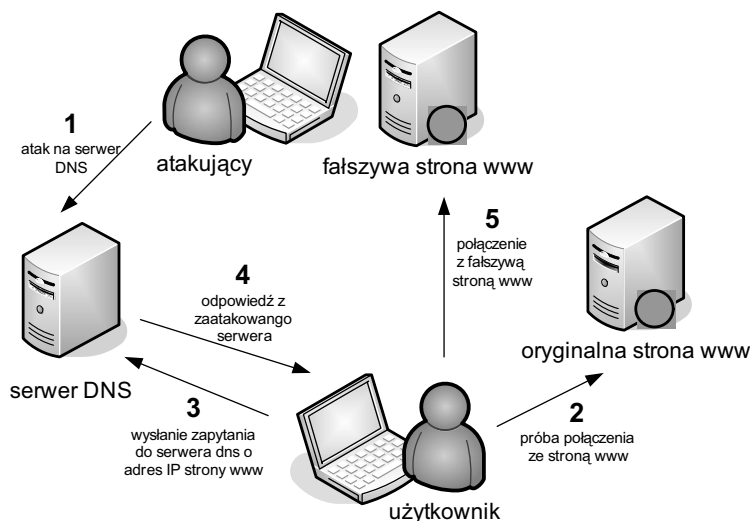 1
atak na serwer
DNS
atakujący
fałszywa strona www
5
połączenie
z fałszywą
stroną www
4
odpowiedź z
zaatakowango
serwera
oryginalna strona www
serwer DNS
3
wysłanie zapytania
do serwera dns o
adres IP strony www
2
próba połączenia
ze stroną www
użytkownik